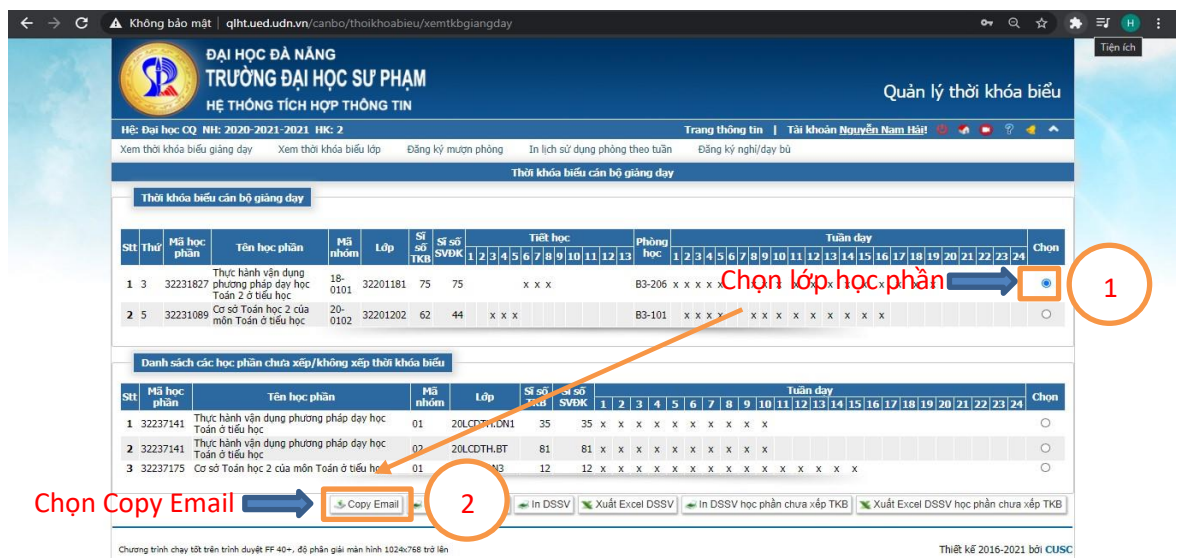 Không bảo mật | qlht.ued.udn.vn/canbo/thoikhoabieu/xemtkbgiangday
H
Tiện ích
ĐẠI HỌC ĐÀ NẴNG
TRƯỜNG ĐẠI HỌC SƯ PHẠM
HỆ THỐNG TÍCH HỢP THÔNG TIN
Quản lý thời khóa biểu
Hệ: Đại học CQ NH: 2020-2021-2021 HK: 2 Trang thông tin | Tài khoản Nguyễn Nam Hải!
Xem thời khóa biểu giảng dạy Xem thời khóa biểu lớp Đăng ký mượn phòng In lịch sử dụng phòng theo tuần Đăng ký nghỉ/dạy bù
Thời khóa biểu cán bộ giảng dạy
Thời khóa biểu cán bộ giảng dạy
Stt Thứ Mã học phần Tên học phần Mã nhóm Lớp Sĩ số TKB Sĩ số SVĐK Tiết học Phòng học Tuần dạy Chọn
1 2 3 4 5 6 7 8 9 10 11 12 13 1 2 3 4 5 6 7 8 9 10 11 12 13 14 15 16 17 18 19 20 21 22 23 24
1 3 32231827 Thực hành vận dụng phương pháp dạy học Toán 2 ở tiểu học 18-0101 32201181 75 75 x x x B3-206 x x x x x
Chọn lớp học phần
1
2 5 32231089 Cơ sở Toán học 2 của môn Toán ở tiểu học 20-0102 32201202 62 44 x x x B3-101 x x x x x x x x x x x x x
Danh sách các học phần chưa xếp/không xếp thời khóa biểu
Stt Mã học phần Tên học phần Mã nhóm Lớp Sĩ số TKB Sĩ số SVĐK Tuần dạy Chọn
1 2 3 4 5 6 7 8 9 10 11 12 13 14 15 16 17 18 19 20 21 22 23 24
1 32237141 Thực hành vận dụng phương pháp dạy học Toán ở tiểu học 01 20LCDTH.DN1 35 35 x x x x x x x x x x
2 32237141 Thực hành vận dụng phương pháp dạy học Toán ở tiểu học 02 20LCDTH.BT 81 81 x x x x x x x x x x
3 32237175 Cơ sở Toán học 2 của môn Toán ở tiểu học 01 12 12 x x x x x x x x x x x x x x x
Chọn Copy Email
Copy Email
2
In DSSV
Xuất Excel DSSV
In DSSV học phần chưa xếp TKB
Xuất Excel DSSV học phần chưa xếp TKB
Chương trình chạy tốt trên trình duyệt FF 40+, độ phân giải màn hình 1024x768 trở lên
Thiết kế 2016-2021 bởi CUSC